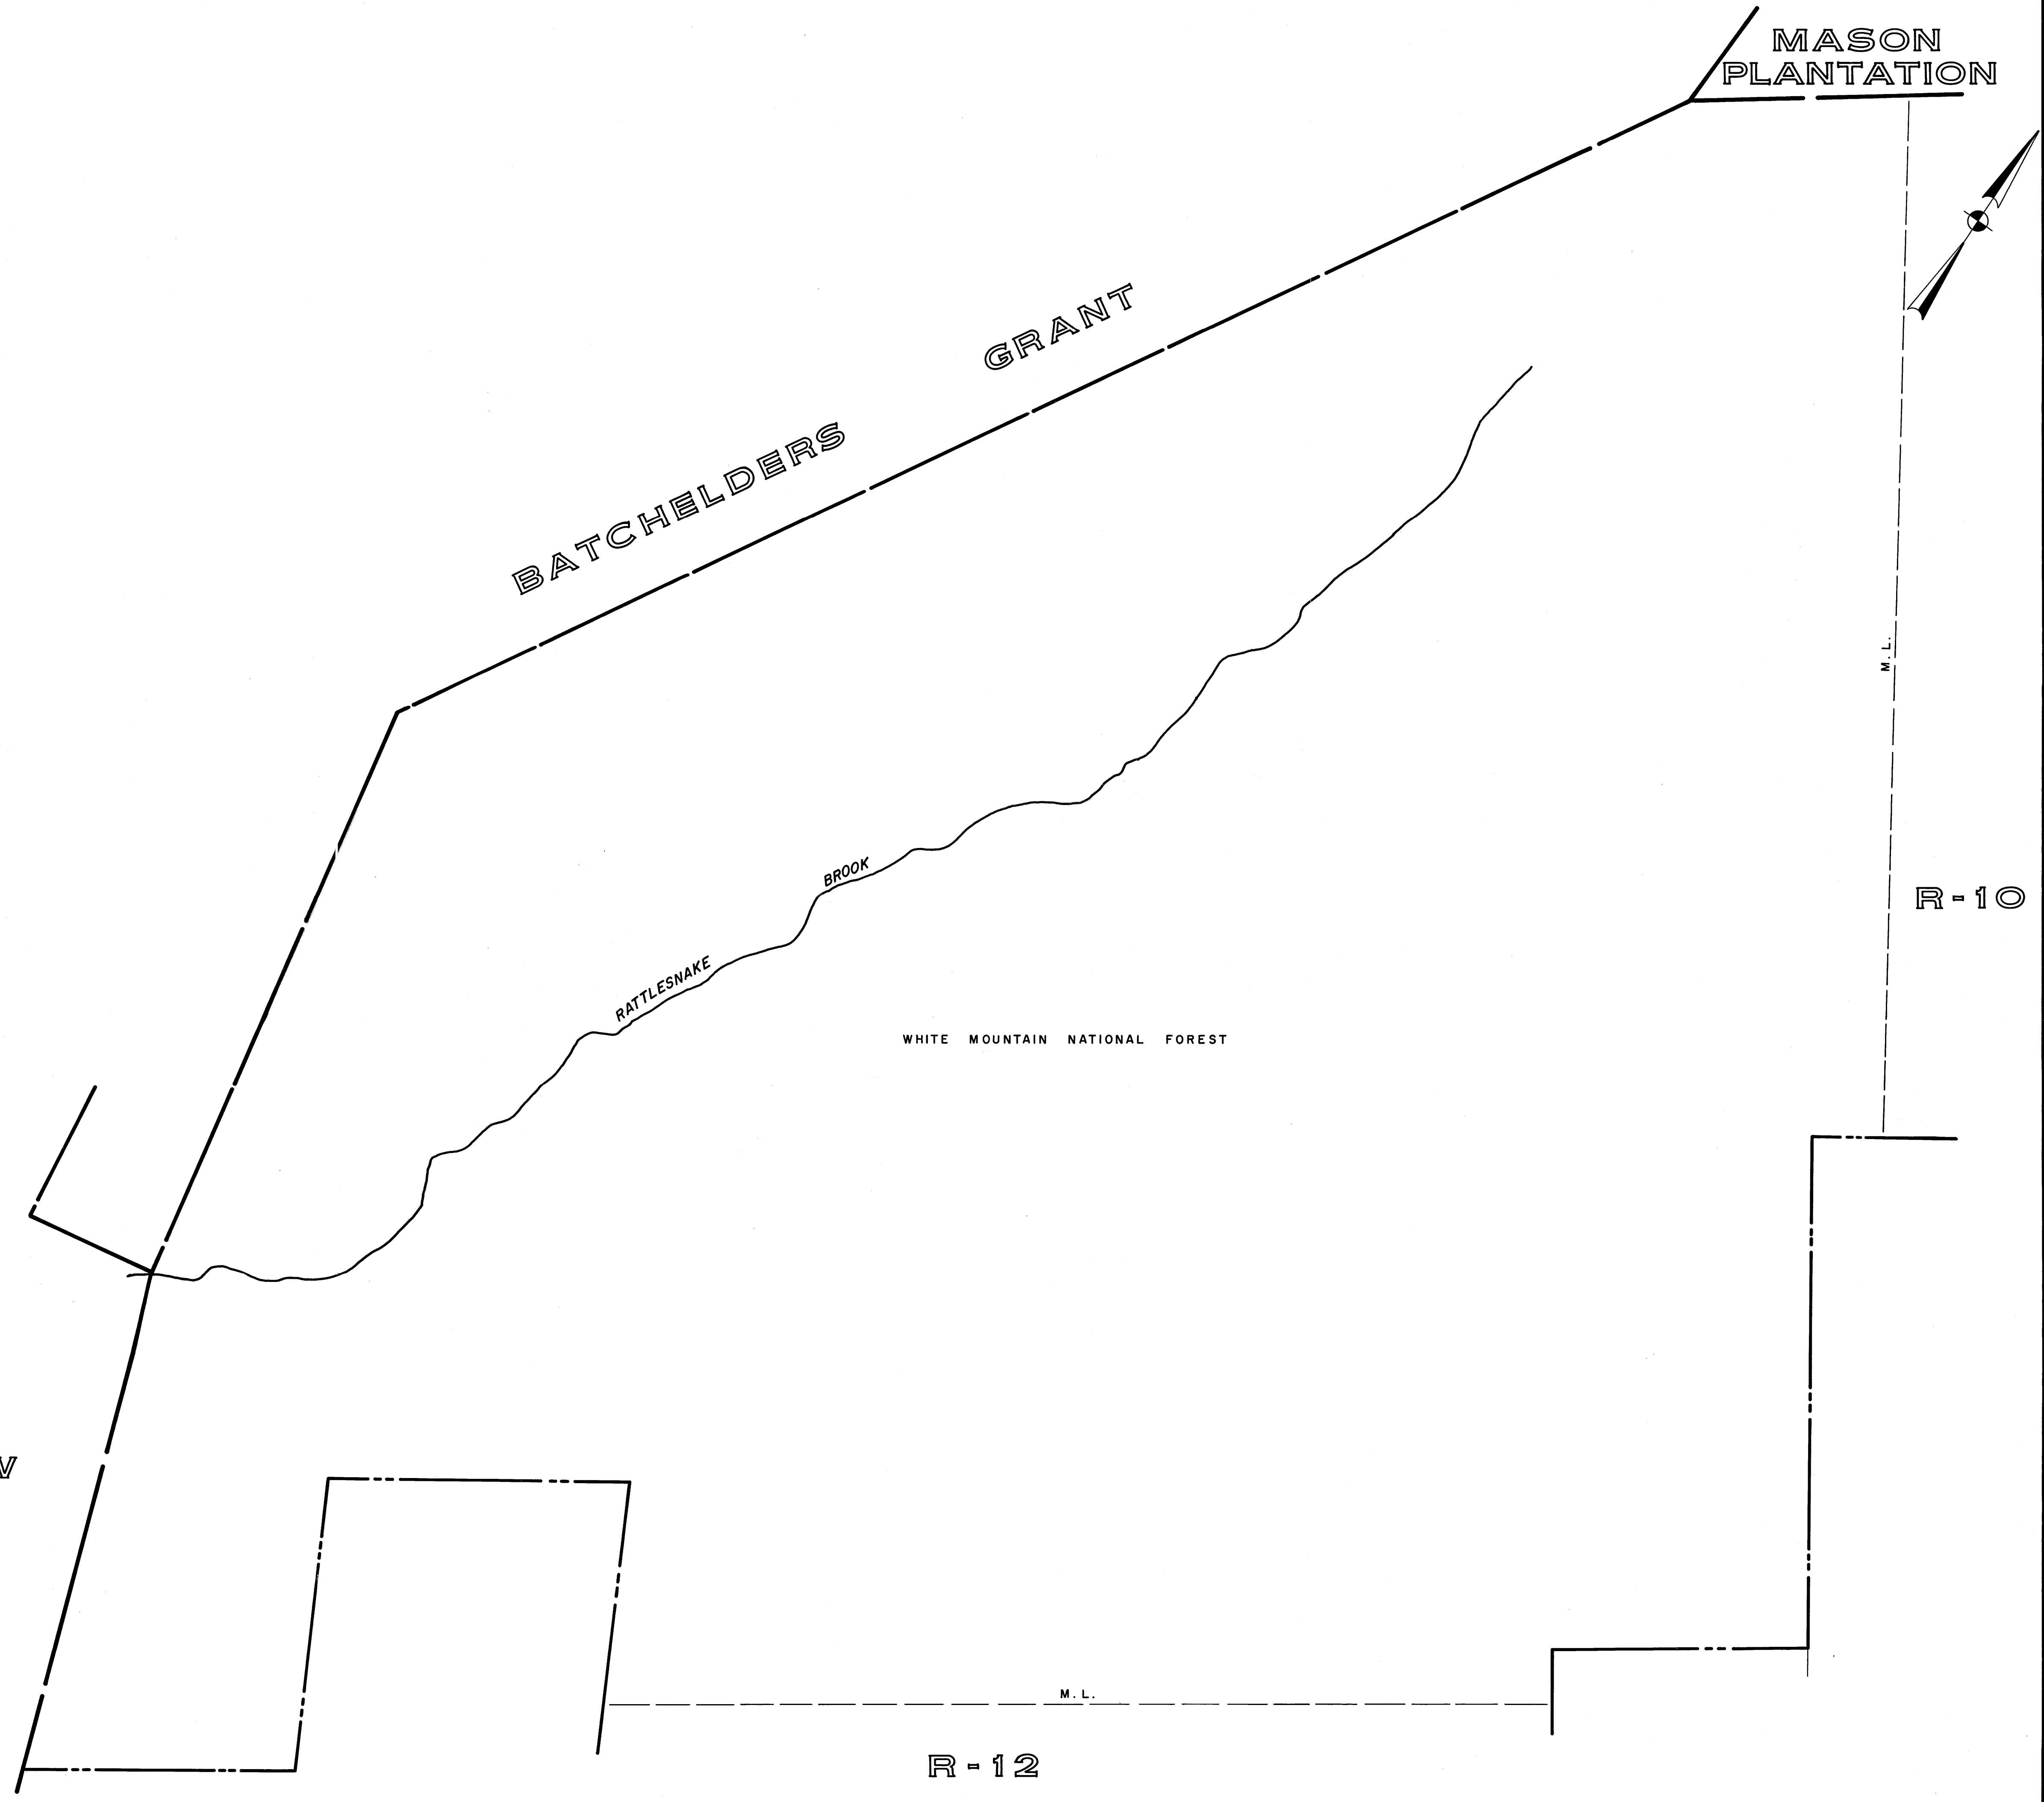 MASON
PLANTATION
BATCHELDERS GRANT
M.L.
BROOK
R-10
RATTLESNAKE
WHITE MOUNTAIN NATIONAL FOREST
M.L.
R-12